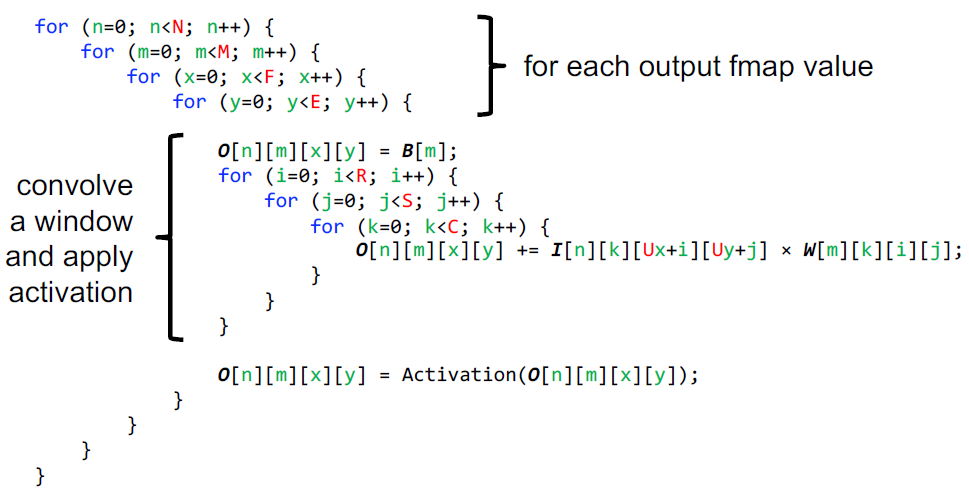 for (n=0; n<N; n++) {
for (m=0; m<M; m++) {
for (x=0; x<F; x++) {
for (y=0; y<E; y++) {
for each output fmap value
O[n][m][x][y] = B[m];
for (i=0; i<R; i++) {
for (j=0; j<S; j++) {
for (k=0; k<C; k++) {
O[n][m][x][y] += I[n][k][Ux+i][Uy+j] × W[m][k][i][j];
}
}
}
convolve
a window
and apply
activation
O[n][m][x][y] = Activation(O[n][m][x][y]);
}
}
}
}